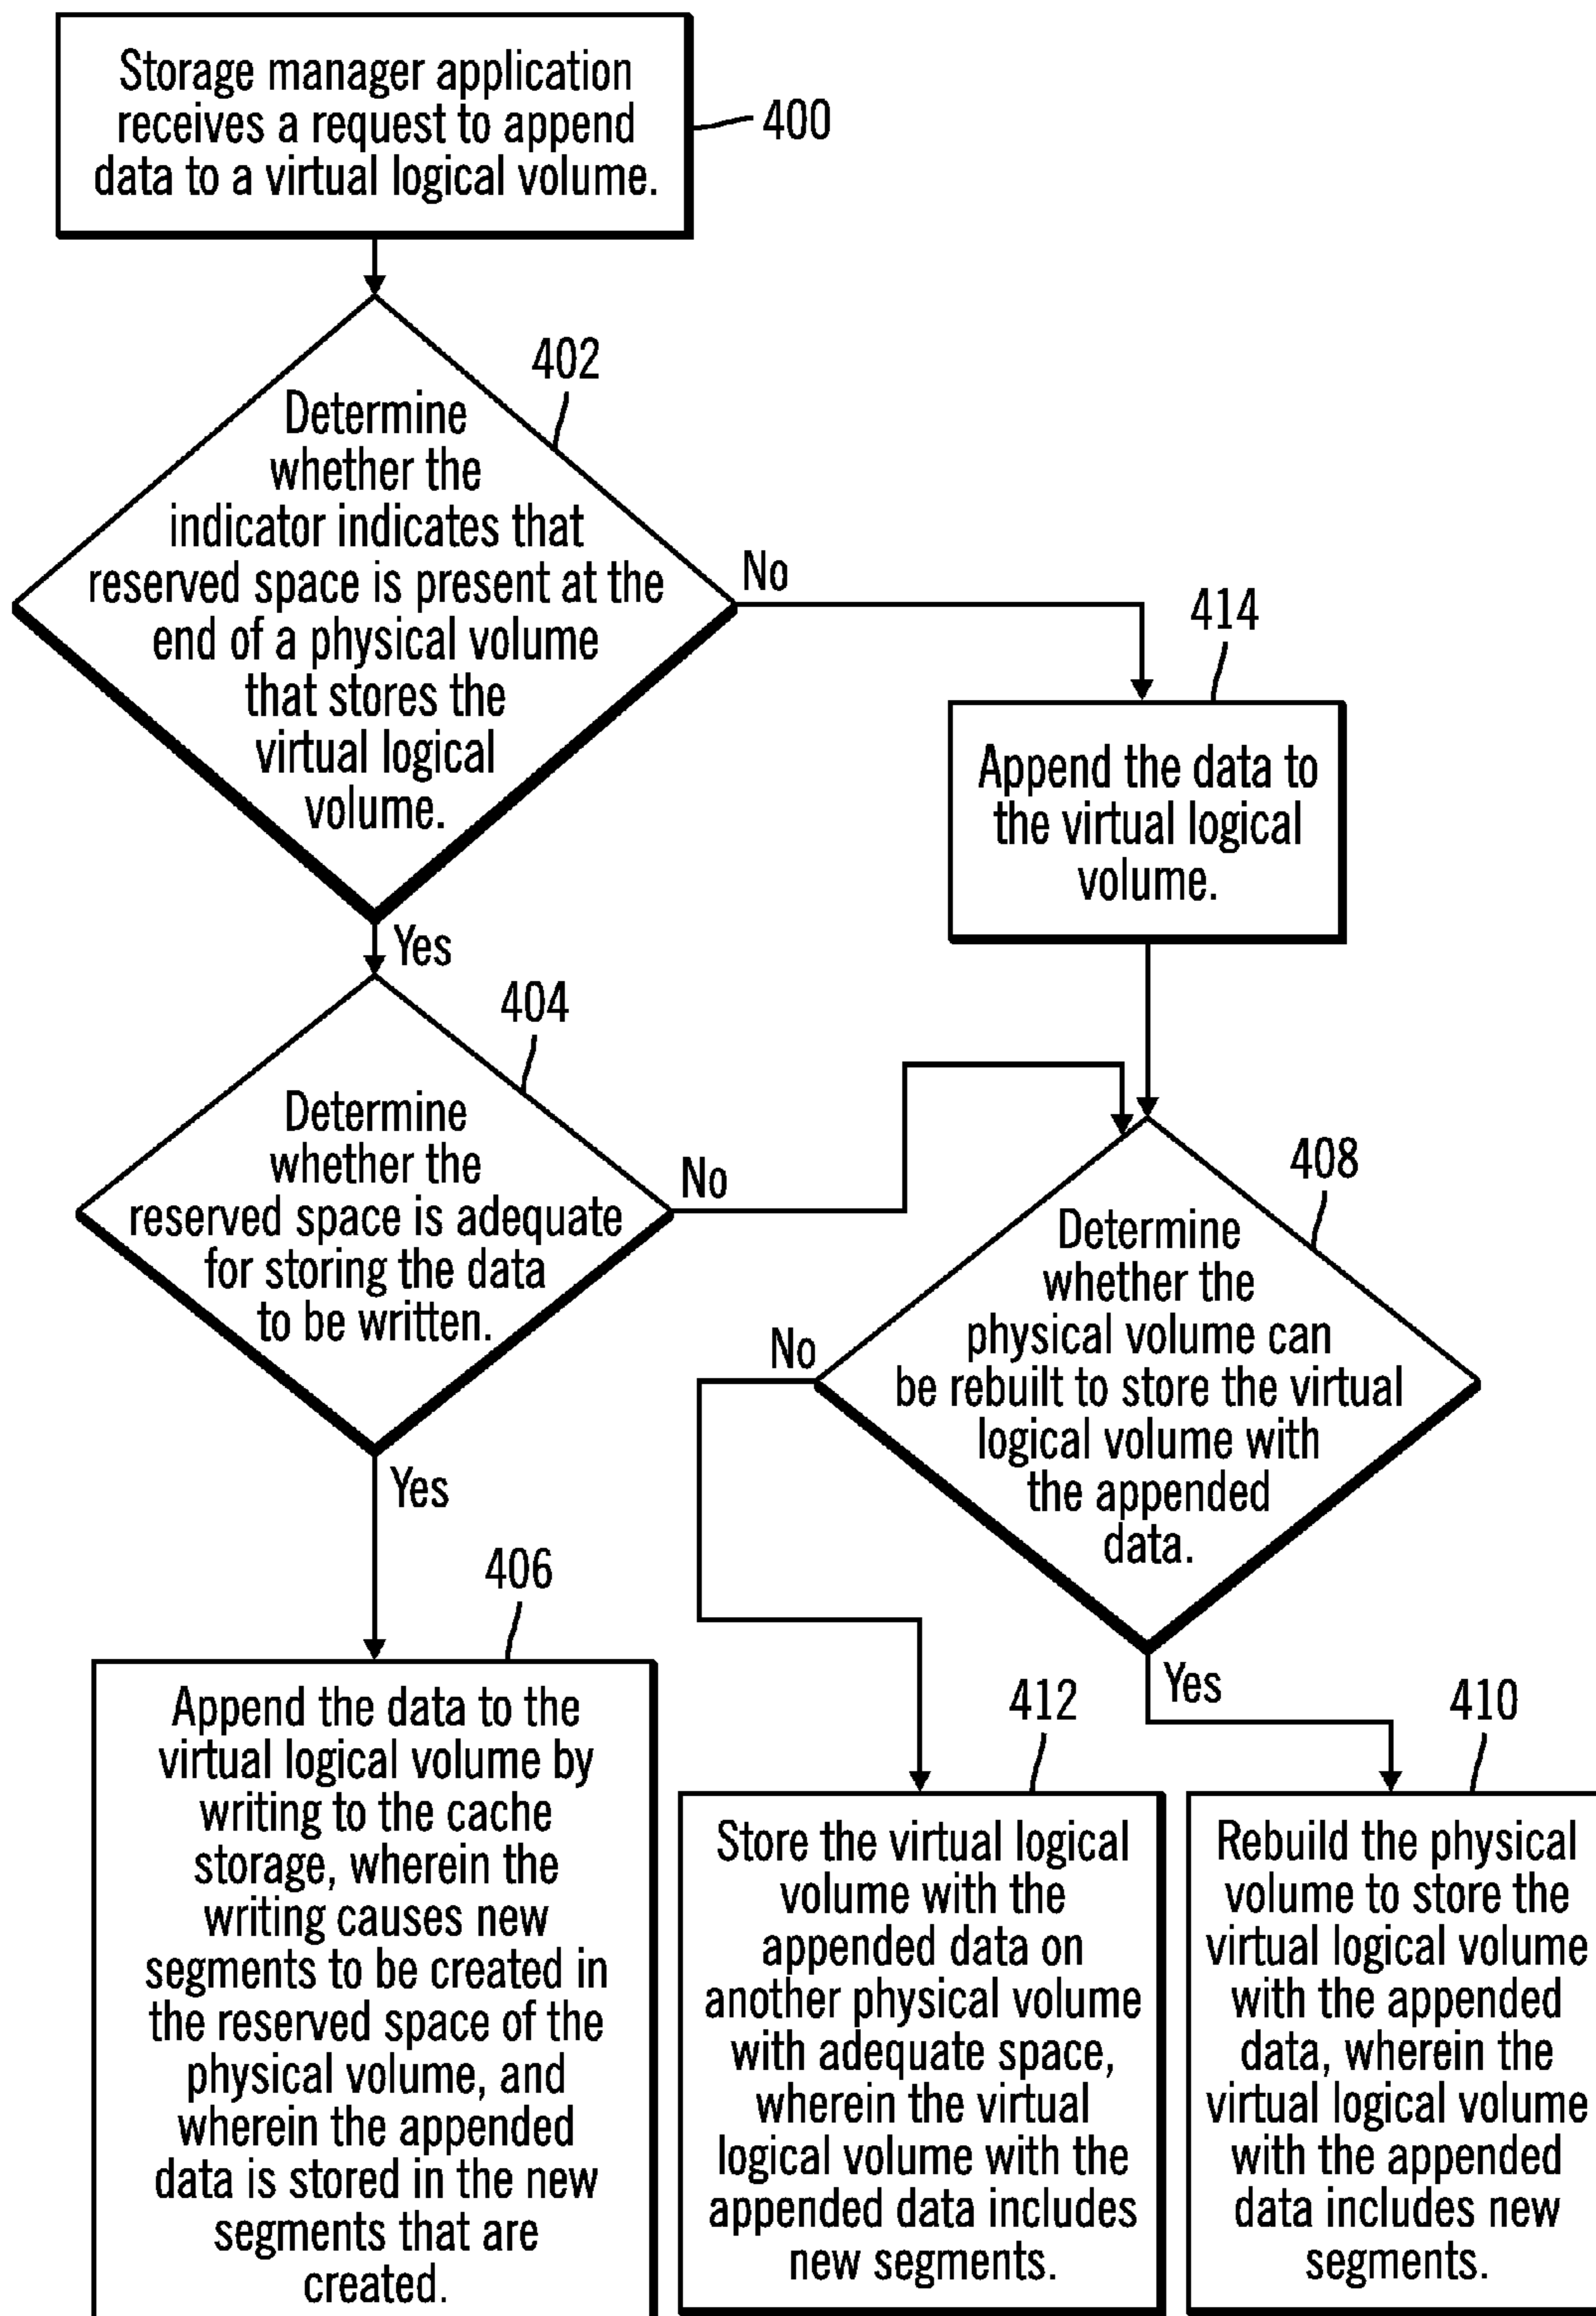 Storage manager application
receives a request to append
data to a virtual logical volume.
400
402
Determine
whether the
indicator indicates that
reserved space is present at the
end of a physical volume
that stores the
virtual logical
volume.
No
414
Append the data to
the virtual logical
volume.
Yes
404
Determine
whether the
reserved space is adequate
for storing the data
to be written.
No
408
Determine
whether the
physical volume can
be rebuilt to store the virtual
logical volume with
the appended
data.
No
Yes
Yes
406
Append the data to the
virtual logical volume by
writing to the cache
storage, wherein the
writing causes new
segments to be created in
the reserved space of the
physical volume, and
wherein the appended
data is stored in the new
segments that are
created.
412
Store the virtual logical
volume with the
appended data on
another physical volume
with adequate space,
wherein the virtual
logical volume with the
appended data includes
new segments.
410
Rebuild the physical
volume to store the
virtual logical volume
with the appended
data, wherein the
virtual logical volume
with the appended
data includes new
segments.